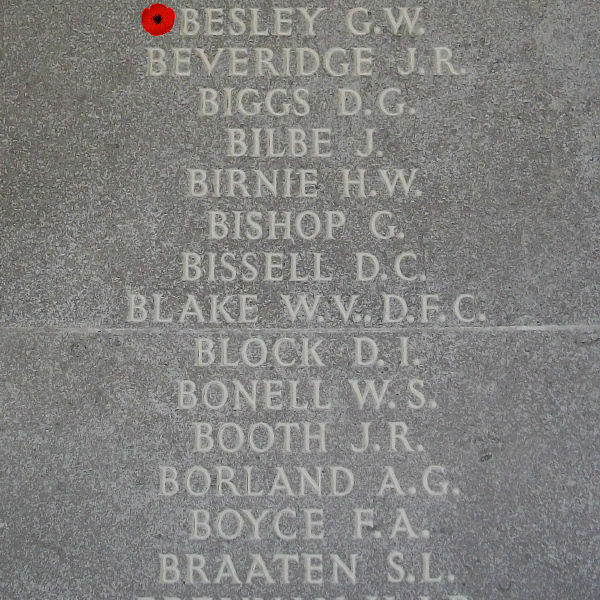 BESLEY G.W.
BEVERIDGE J.R.
BIGGS D.G.
BILBE J.
BIRNIE H.W.
BISHOP G.
BISSELL D.C.
BLAKE W.V., D.F.C.
BLOCK D.I.
BONELL W.S.
BOOTH J.R.
BORLAND A.G.
BOYCE F.A.
BRAATEN S.L.